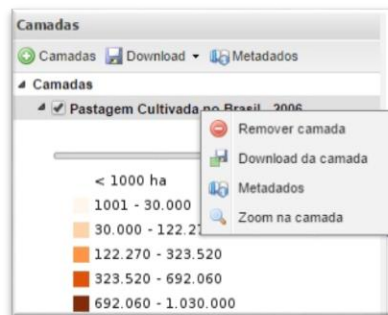 Camadas
Camadas Download Metadados
Camadas
Pastagem Cultivada no Brasil - 2006
Remover camada
Download da camada
Metadados
Zoom na camada
< 1000 ha
1001 - 30.000
30.000 - 122.27
122.270 - 323.520
323.520 - 692.060
692.060 - 1.030.000